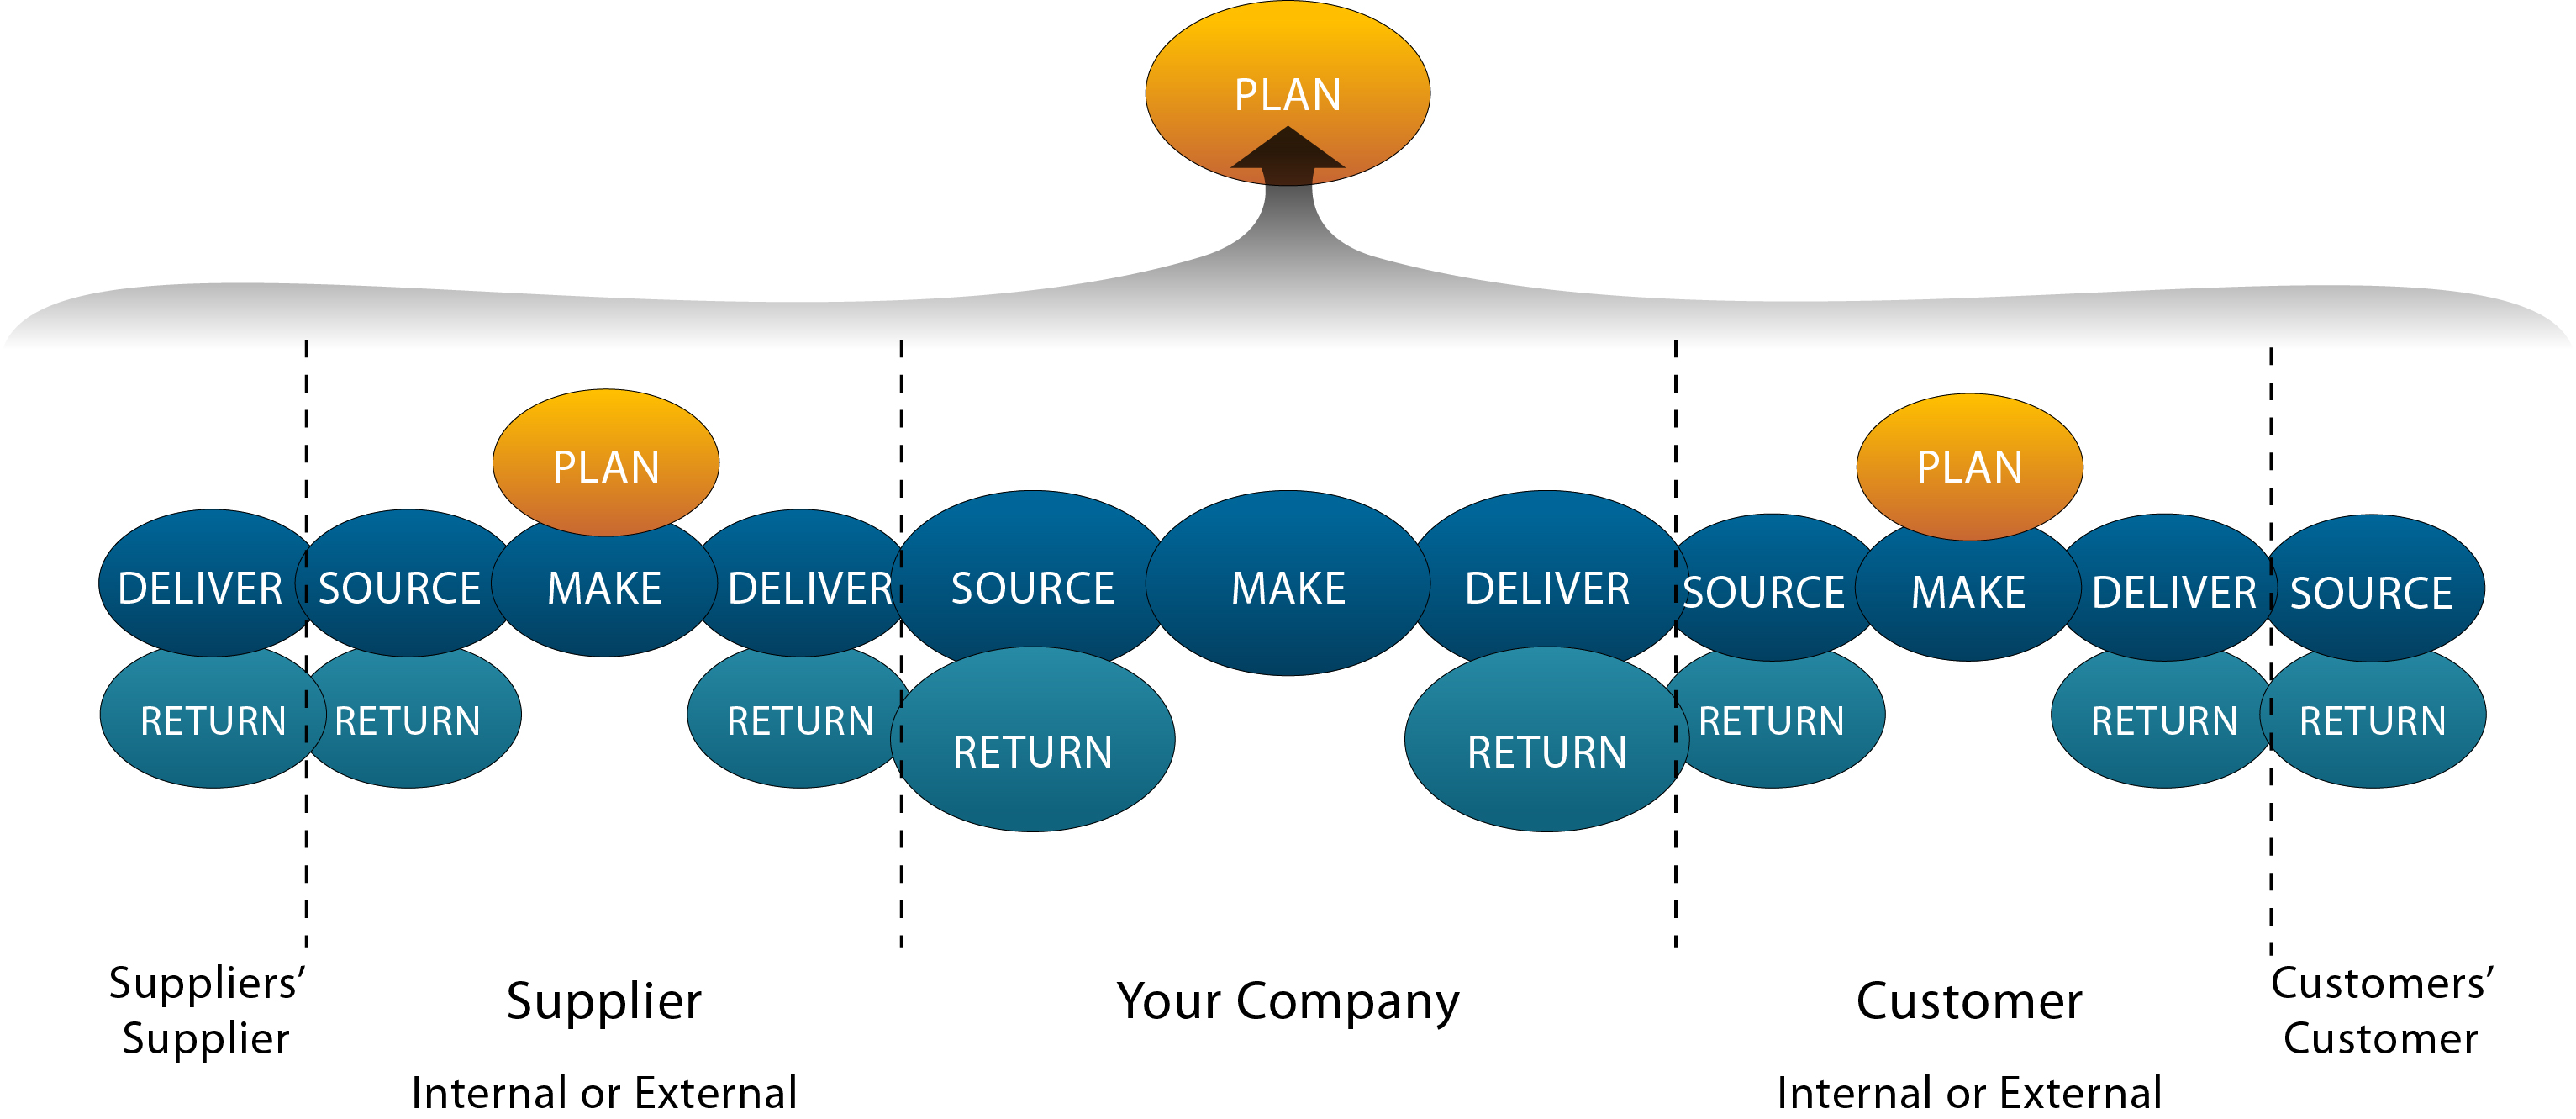 PLAN
PLAN
PLAN
DELIVER SOURCE MAKE DELIVER SOURCE MAKE DELIVER SOURCE MAKE DELIVER SOURCE
RETURN RETURN RETURN RETURN RETURN RETURN RETURN RETURN
Suppliers’
Supplier
Supplier
Internal or External
Your Company
Customer
Internal or External
Customers’
Customer